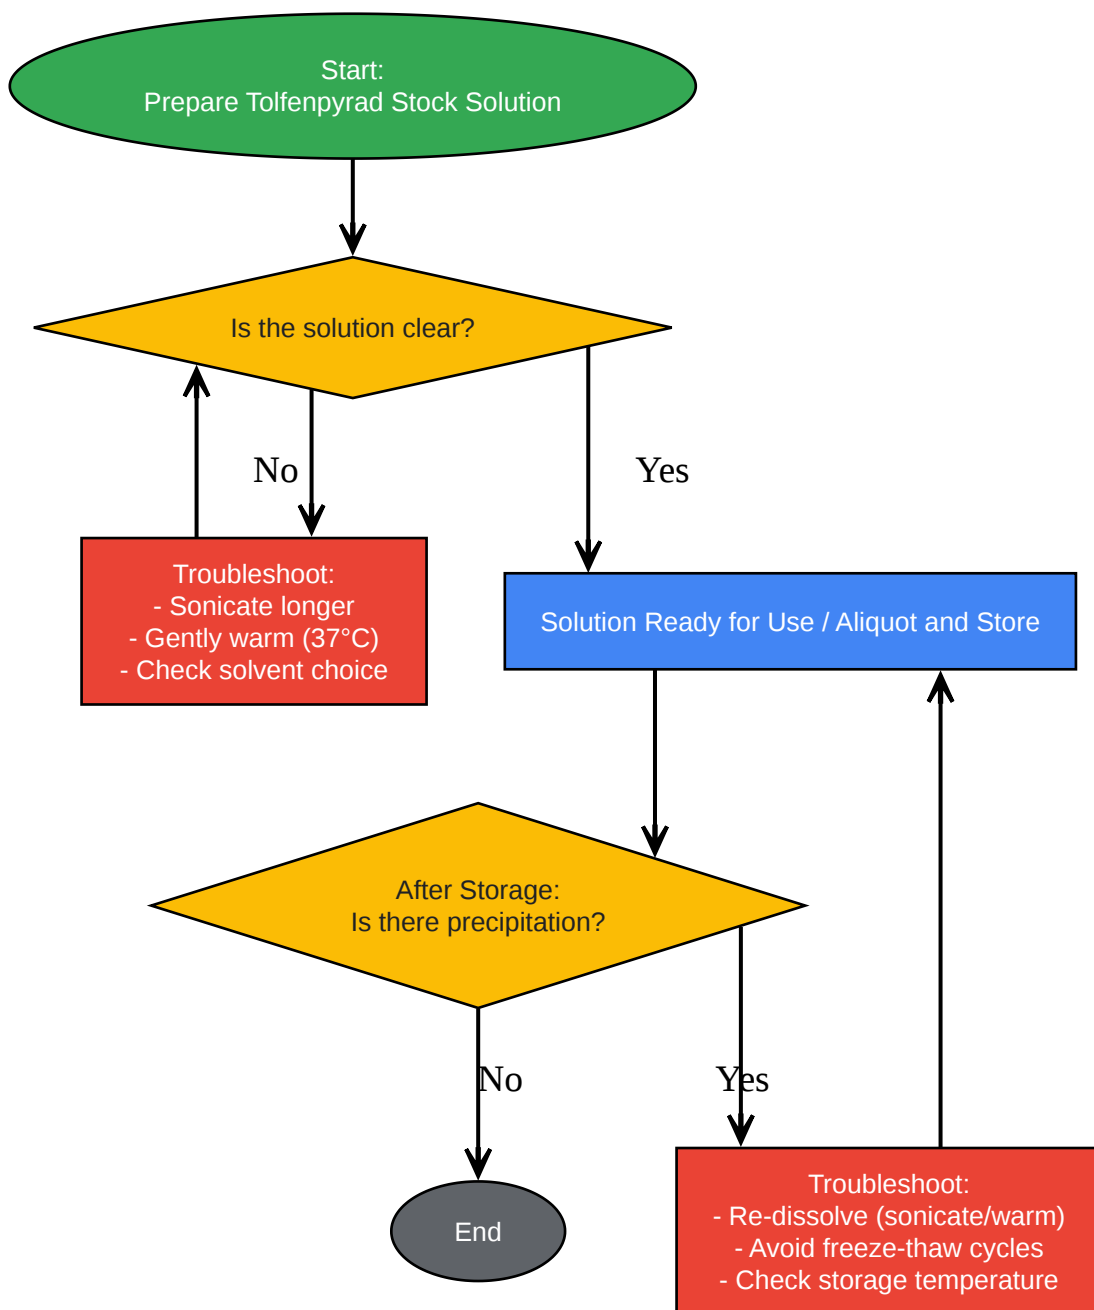 Start:
Prepare Tolfenpyrad Stock Solution
Is the solution clear?
No
Yes
Troubleshoot:
- Sonicate longer
- Gently warm (37°C)
- Check solvent choice
Solution Ready for Use / Aliquot and Store
After Storage:
Is there precipitation?
No
Yes
End
Troubleshoot:
- Re-dissolve (sonicate/warm)
- Avoid freeze-thaw cycles
- Check storage temperature